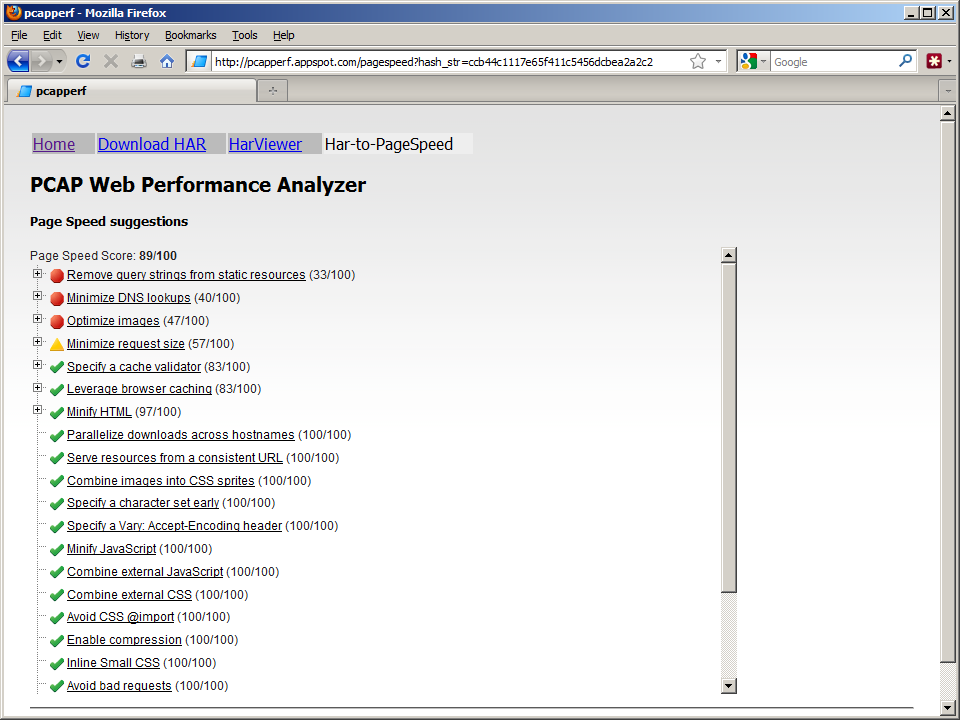 pcapperf - Mozilla Firefox
File Edit View History Bookmarks Tools Help
http://pcapperf.appspot.com/pagespeed?hash_str=ccb44c1117e65f411c5456dcbea2a2c2 Google
pcapperf
Home Download HAR HarViewer Har-to-PageSpeed
PCAP Web Performance Analyzer
Page Speed suggestions
Page Speed Score: 89/100
Remove query strings from static resources (33/100)
Minimize DNS lookups (40/100)
Optimize images (47/100)
Minimize request size (57/100)
Specify a cache validator (83/100)
Leverage browser caching (83/100)
Minify HTML (97/100)
Parallelize downloads across hostnames (100/100)
Serve resources from a consistent URL (100/100)
Combine images into CSS sprites (100/100)
Specify a character set early (100/100)
Specify a Vary: Accept-Encoding header (100/100)
Minify JavaScript (100/100)
Combine external JavaScript (100/100)
Combine external CSS (100/100)
Avoid CSS @import (100/100)
Enable compression (100/100)
Inline Small CSS (100/100)
Avoid bad requests (100/100)